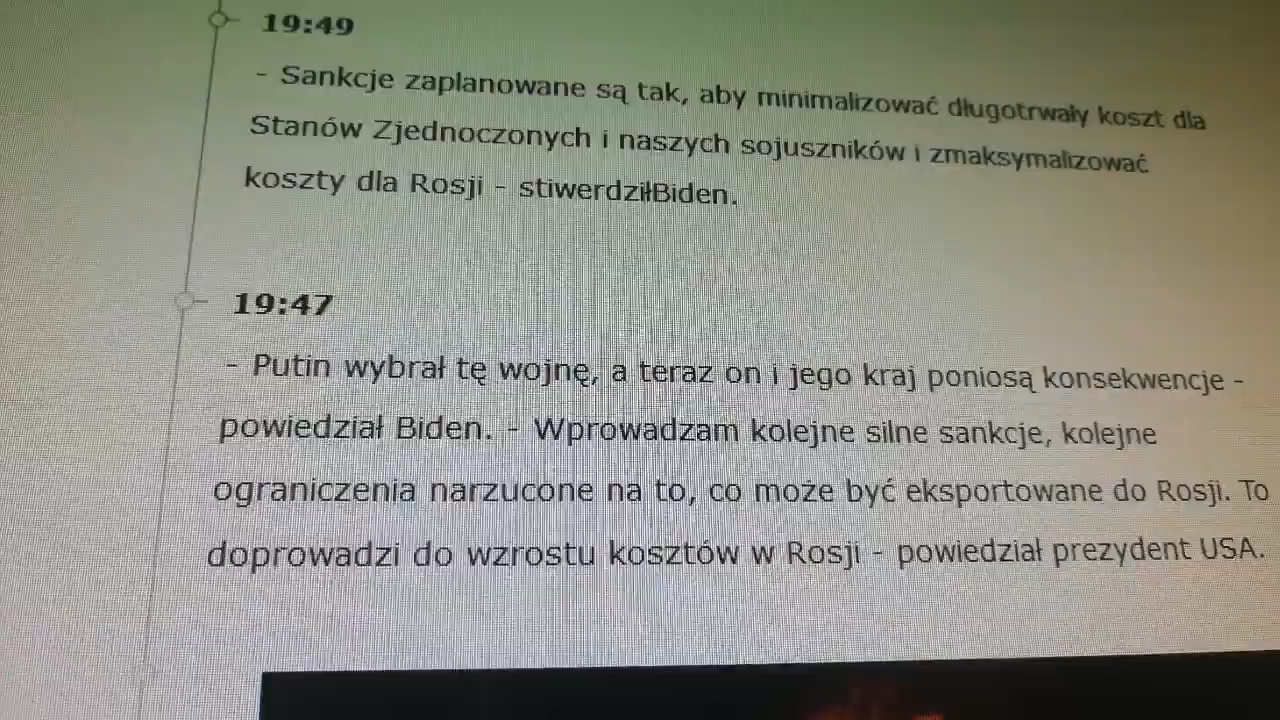 19:49
- Sankcje zaplanowane są tak, aby minimalizować długotrwały koszt dla
Stanów Zjednoczonych i naszych sojuszników i zmaksymalizować
koszty dla Rosji - stiwerdziłBiden.
19:47
- Putin wybrał tę wojnę, a teraz on i jego kraj poniosą konsekwencje -
powiedział Biden. - Wprowadzam kolejne silne sankcje, kolejne
ograniczenia narzucone na to, co może być eksportowane do Rosji. To
doprowadzi do wzrostu kosztów w Rosji - powiedział prezydent USA.